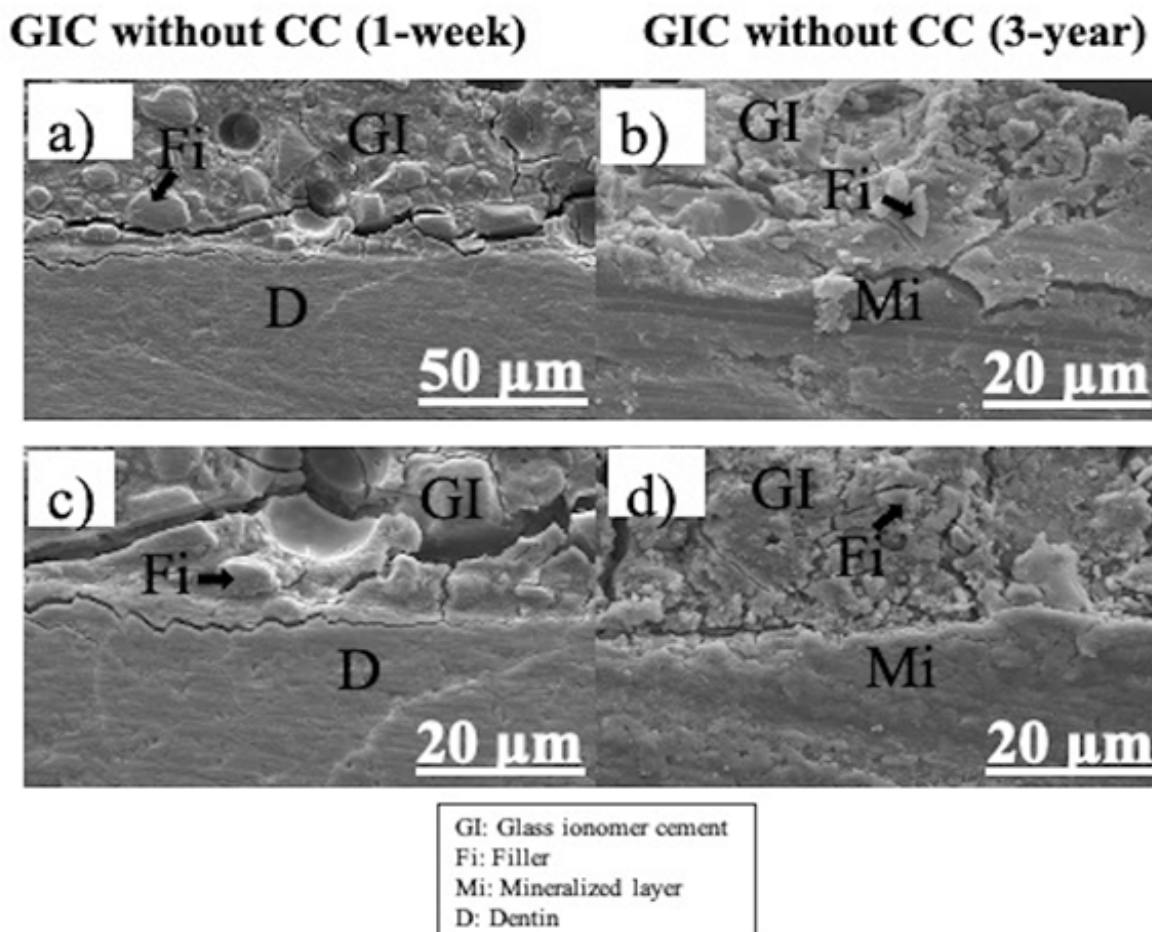 GIC without CC (1-week)
GIC without CC (3-year)
a)
Fi
GI
D
50 µm
b)
GI
Fi
Mi
20 µm
c)
GI
Fi
D
20 µm
d)
GI
Fi
Mi
20 µm
GI: Glass ionomer cement
Fi: Filler
Mi: Mineralized layer
D: Dentin